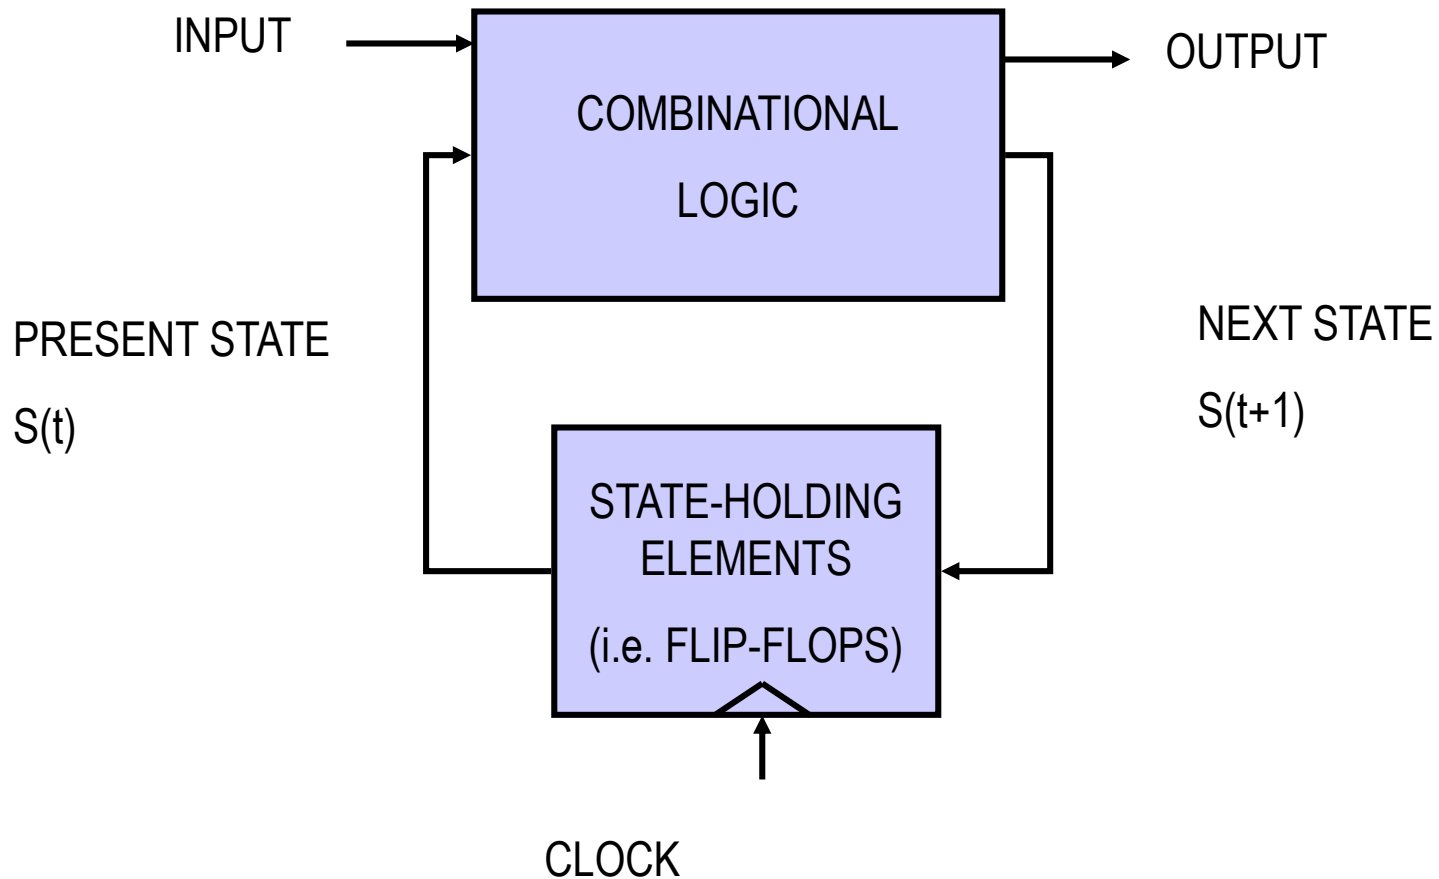 INPUT
OUTPUT
COMBINATIONAL
LOGIC
PRESENT STATE
S(t)
NEXT STATE
S(t+1)
STATE-HOLDING
ELEMENTS
(i.e. FLIP-FLOPS)
CLOCK